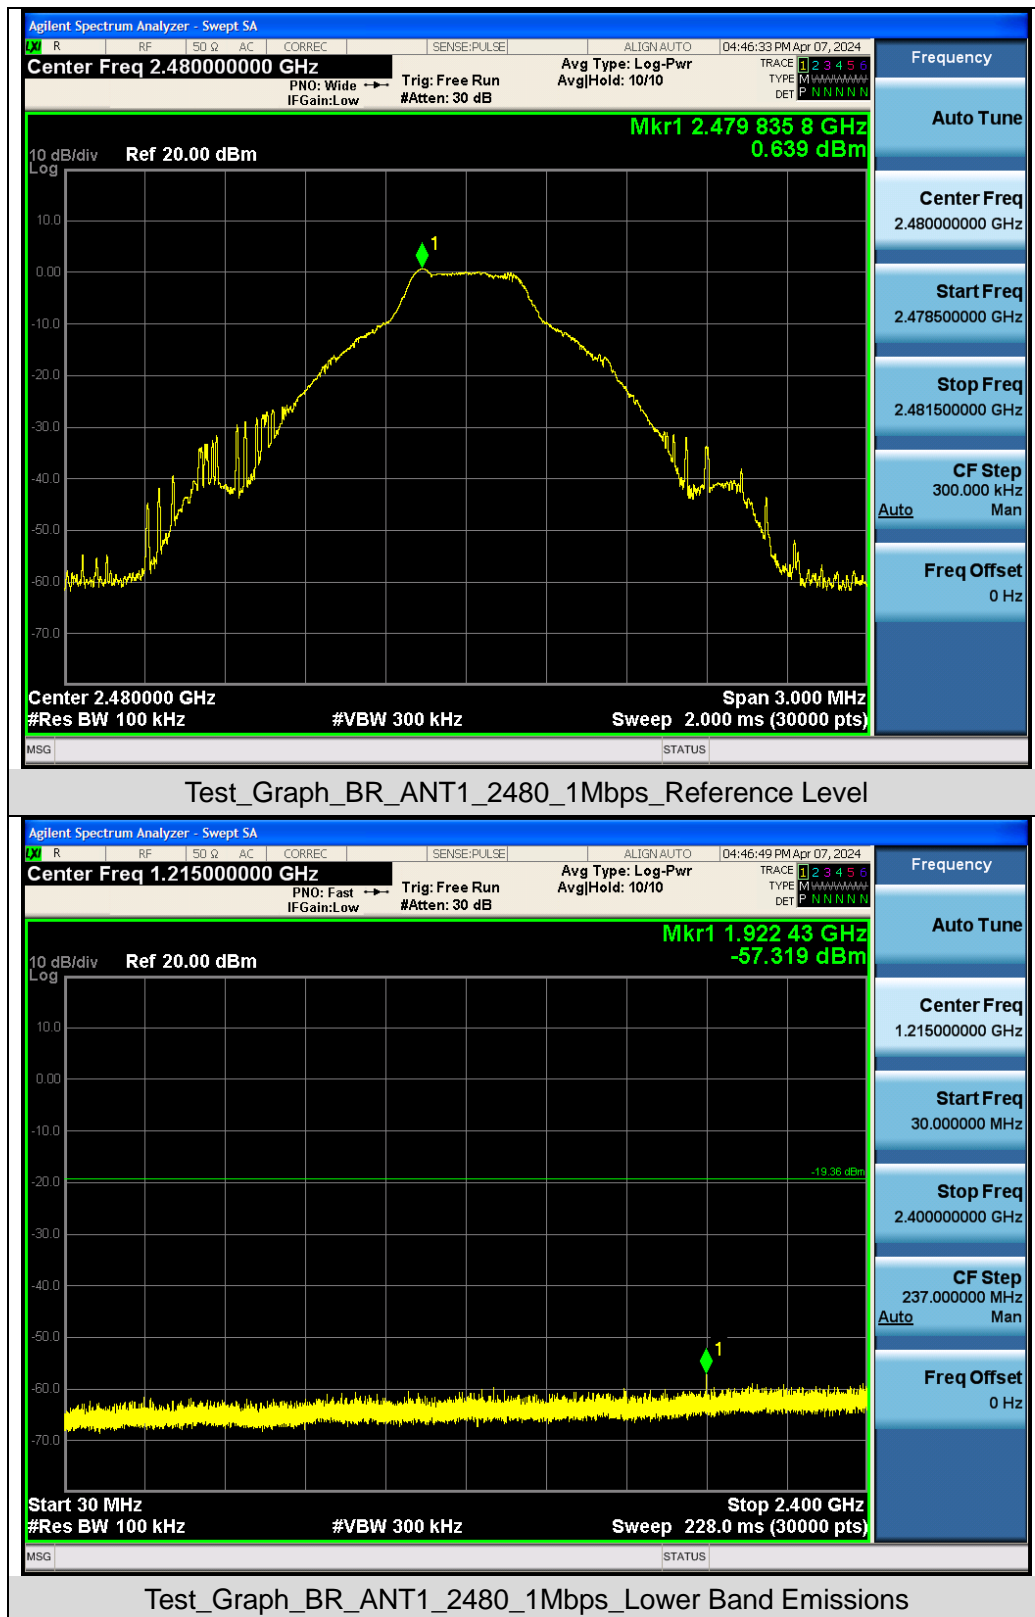 Agilent Spectrum Analyzer - Swept SA
LXI R RF 50 Ω AC CORREC SENSE:PULSE ALIGN AUTO 04:46:33 PM Apr 07, 2024
Center Freq 2.480000000 GHz
PNO: Wide
IFGain:Low
Trig: Free Run
#Atten: 30 dB
Avg Type: Log-Pwr
Avg|Hold: 10/10
TRACE 1 2 3 4 5 6
TYPE M
DET P N N N N N
Mkr1 2.479 835 8 GHz
0.639 dBm
10 dB/div Ref 20.00 dBm
Log
10.0
1
0.00
-10.0
-20.0
-30.0
-40.0
-50.0
-60.0
-70.0
Center 2.480000 GHz Span 3.000 MHz
#Res BW 100 kHz #VBW 300 kHz Sweep 2.000 ms (30000 pts)
MSG STATUS
Frequency
Auto Tune
Center Freq
2.480000000 GHz
Start Freq
2.478500000 GHz
Stop Freq
2.481500000 GHz
CF Step
300.000 kHz
Auto Man
Freq Offset
0 Hz
Test_Graph_BR_ANT1_2480_1Mbps_Reference Level
Agilent Spectrum Analyzer - Swept SA
LXI R RF 50 Ω AC CORREC SENSE:PULSE ALIGN AUTO 04:46:49 PM Apr 07, 2024
Center Freq 1.215000000 GHz
PNO: Fast
IFGain:Low
Trig: Free Run
#Atten: 30 dB
Avg Type: Log-Pwr
Avg|Hold: 10/10
TRACE 1 2 3 4 5 6
TYPE M
DET P N N N N N
Mkr1 1.922 43 GHz
-57.319 dBm
10 dB/div Ref 20.00 dBm
Log
10.0
0.00
-10.0
-19.36 dBm
-20.0
-30.0
-40.0
-50.0
1
-60.0
-70.0
Start 30 MHz Stop 2.400 GHz
#Res BW 100 kHz #VBW 300 kHz Sweep 228.0 ms (30000 pts)
MSG STATUS
Frequency
Auto Tune
Center Freq
1.215000000 GHz
Start Freq
30.000000 MHz
Stop Freq
2.400000000 GHz
CF Step
237.000000 MHz
Auto Man
Freq Offset
0 Hz
Test_Graph_BR_ANT1_2480_1Mbps_Lower Band Emissions